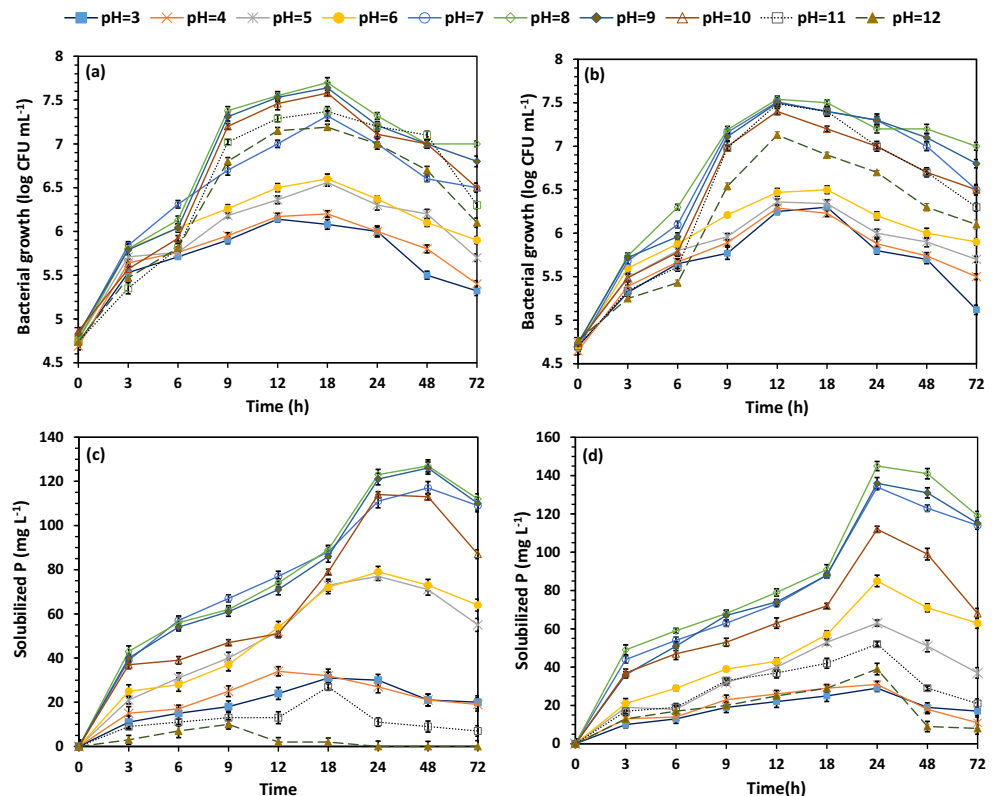 pH=3 pH=4 pH=5 pH=6 pH=7 pH=8 pH=9 pH=10 pH=11 pH=12
(a)
Bacterial growth (log CFU mL-1)
8
7.5
7
6.5
6
5.5
5
4.5
0 3 6 9 12 18 24 48 72
Time (h)
(b)
Bacterial growth (log CFU mL-1)
8
7.5
7
6.5
6
5.5
5
4.5
0 3 6 9 12 18 24 48 72
Time (h)
(c)
Solubilized P (mg L-1)
140
120
100
80
60
40
20
0
0 3 6 9 12 18 24 48 72
Time
(d)
Solubilized P (mg L-1)
160
140
120
100
80
60
40
20
0
0 3 6 9 12 18 24 48 72
Time(h)